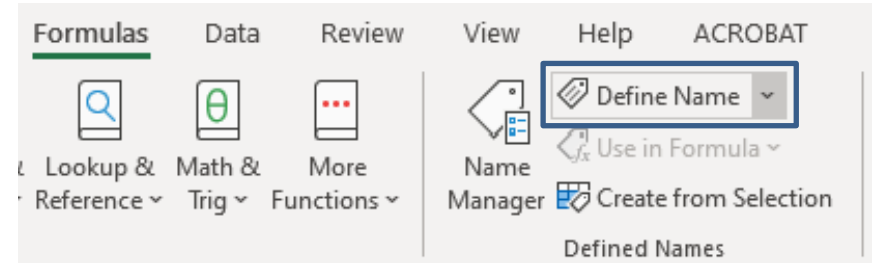 Formulas Data Review View Help ACROBAT
Lookup &
Reference
Math &
Trig
More
Functions
Name
Manager
Define Name
Use in Formula
Create from Selection
Defined Names